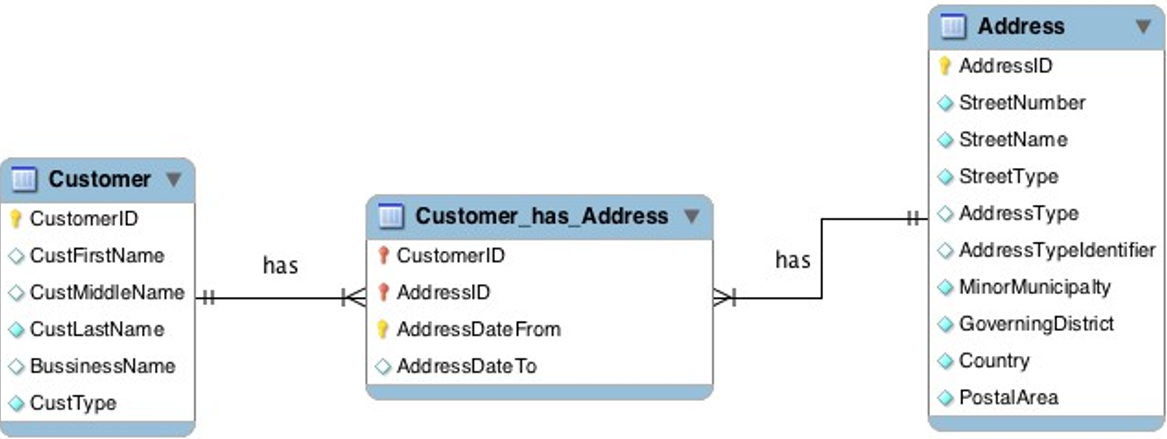 Customer
CustomerID
CustFirstName
CustMiddleName
CustLastName
BussinessName
CustType
has
Customer_has_Address
CustomerID
AddressID
AddressDateFrom
AddressDateTo
has
Address
AddressID
StreetNumber
StreetName
StreetType
AddressType
AddressTypeIdentifier
MinorMunicipalty
GoverningDistrict
Country
PostalArea